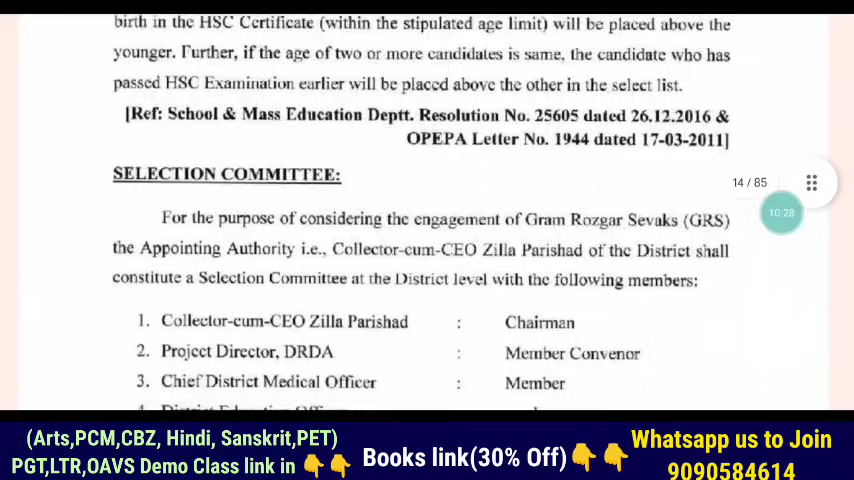 birth in the HSC Certificate (within the stipulated age limit) will be placed above the
younger. Further, if the age of two or more candidates is same, the candidate who has
passed HSC Examination earlier will be placed above the other in the select list.
[Ref: School & Mass Education Deptt. Resolution No. 25605 dated 26.12.2016 &
OPEPA Letter No. 1944 dated 17-03-2011]
SELECTION COMMITTEE:
14 / 85
10:28
For the purpose of considering the engagement of Gram Rozgar Sevaks (GRS)
the Appointing Authority i.e., Collector-cum-CEO Zilla Parishad of the District shall
constitute a Selection Committee at the District level with the following members:
1. Collector-cum-CEO Zilla Parishad : Chairman
2. Project Director, DRDA : Member Convenor
3. Chief District Medical Officer : Member
(Arts,PCM,CBZ, Hindi, Sanskrit,PET)
PGT,LTR,OAVS Demo Class link in 👇👇
Books link(30% Off)👇👇
Whatsapp us to Join
9090584614